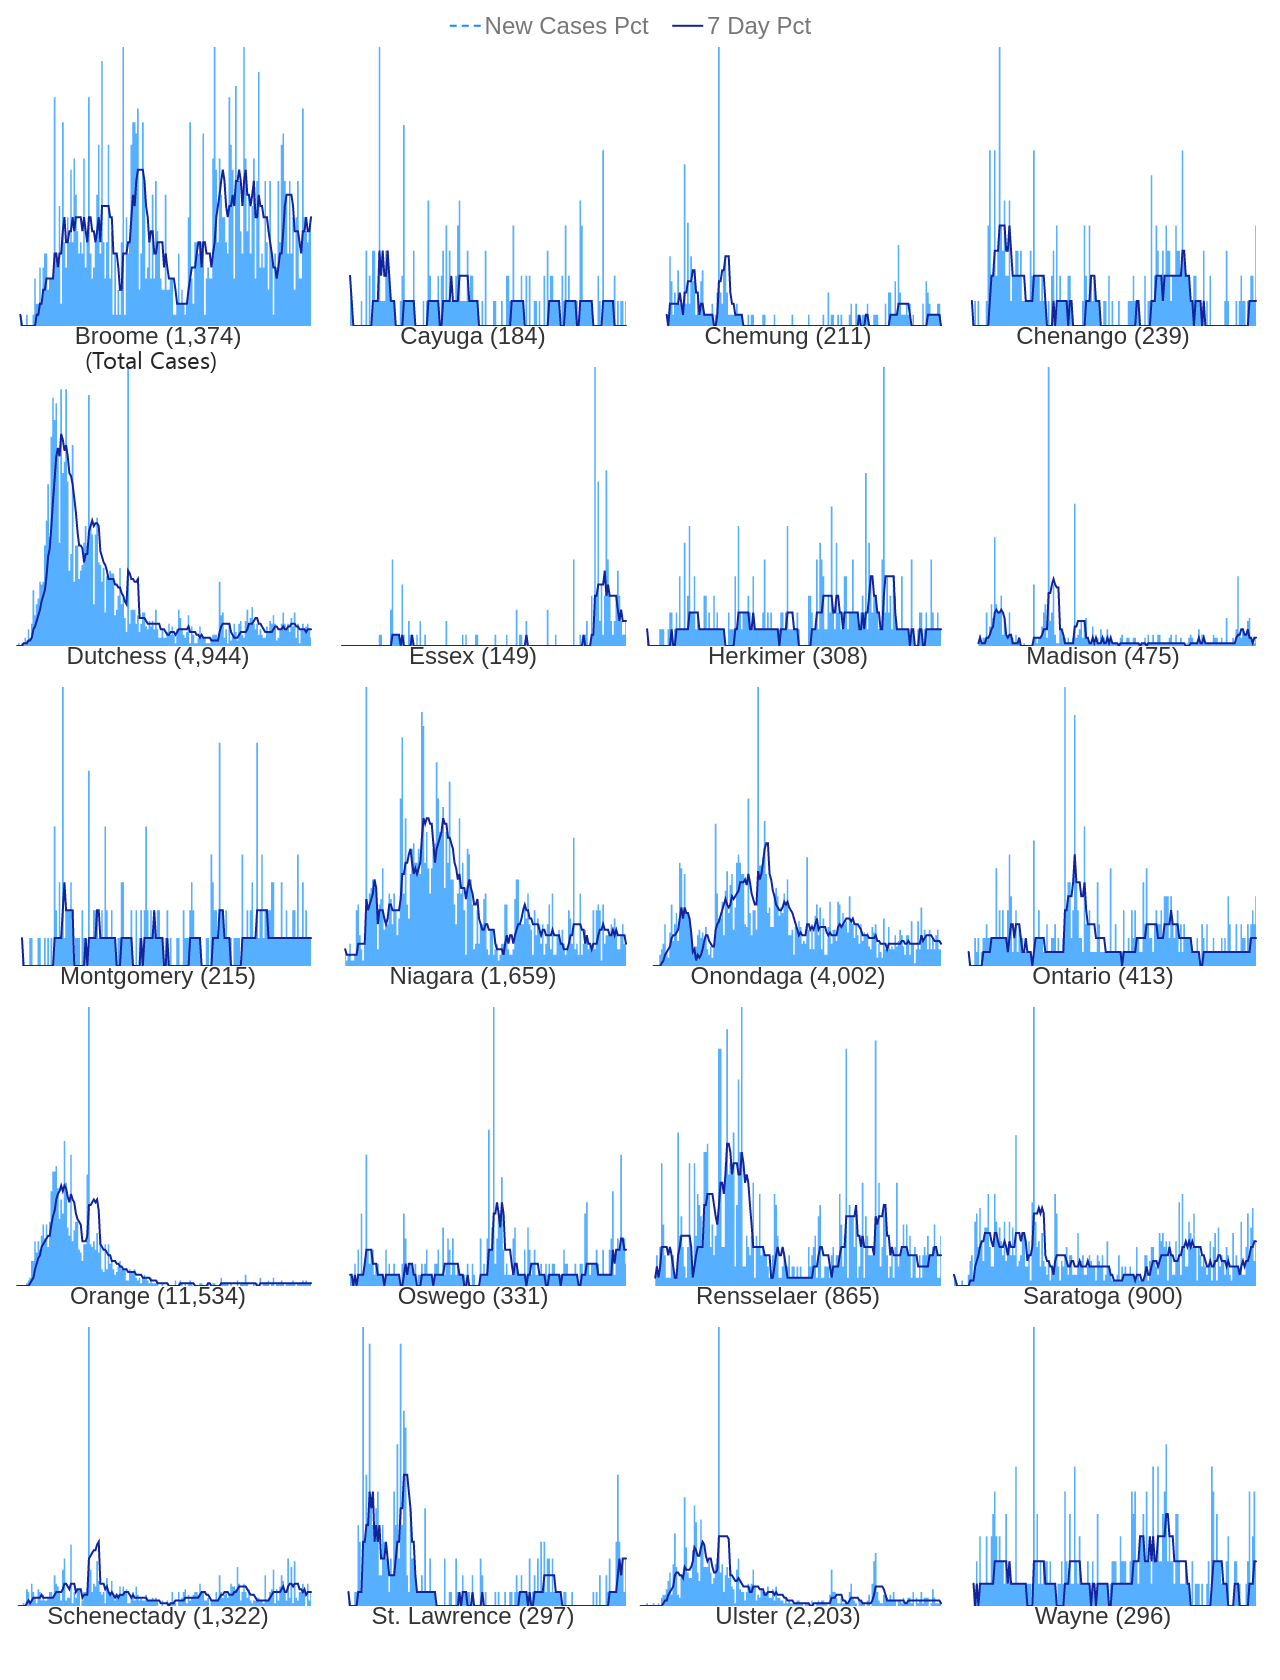 New Cases Pct 7 Day Pct
Broome (1,374) Cayuga (184) Chemung (211) Chenango (239)
(Total Cases)
Dutchess (4,944) Essex (149) Herkimer (308) Madison (475)
Montgomery (215) Niagara (1,659) Onondaga (4,002) Ontario (413)
Orange (11,534) Oswego (331) Rensselaer (865) Saratoga (900)
Schenectady (1,322) St. Lawrence (297) Ulster (2,203) Wayne (296)